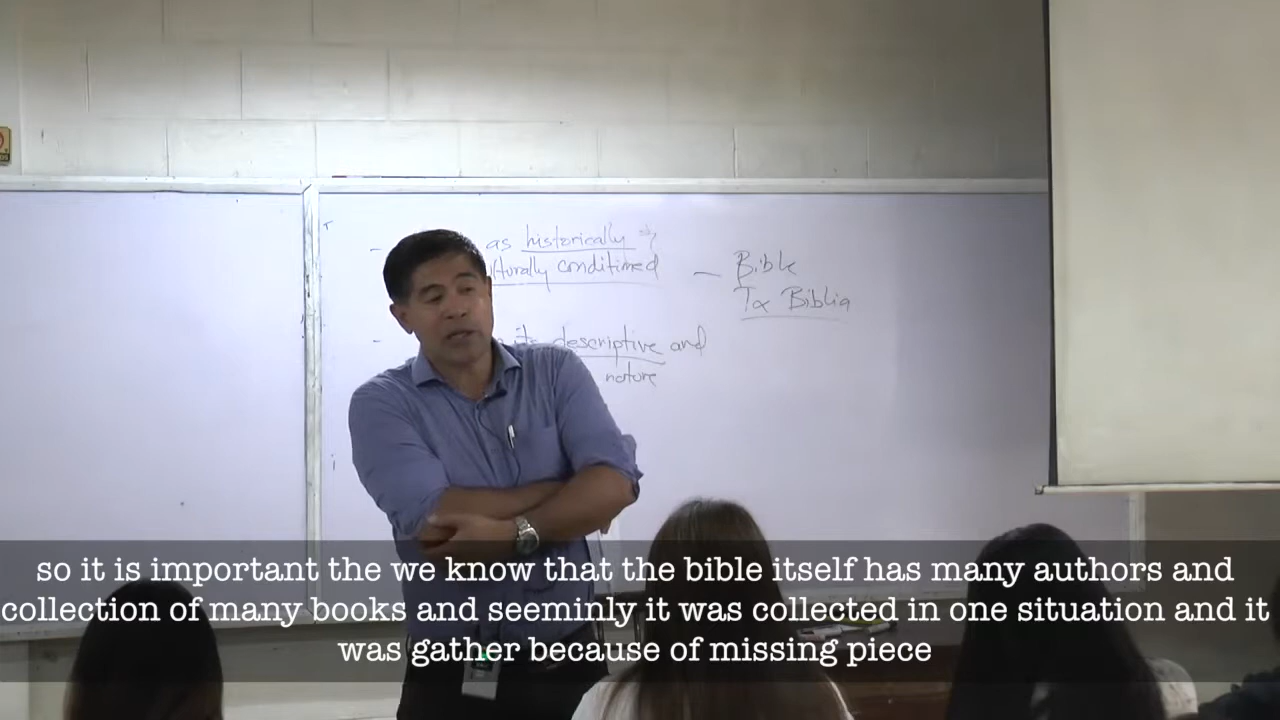 - as historically &
lturally conditioned — Bible
Ta Biblia
- its descriptive and
nature
so it is important the we know that the bible itself has many authors and
collection of many books and seeminly it was collected in one situation and it
was gather because of missing piece